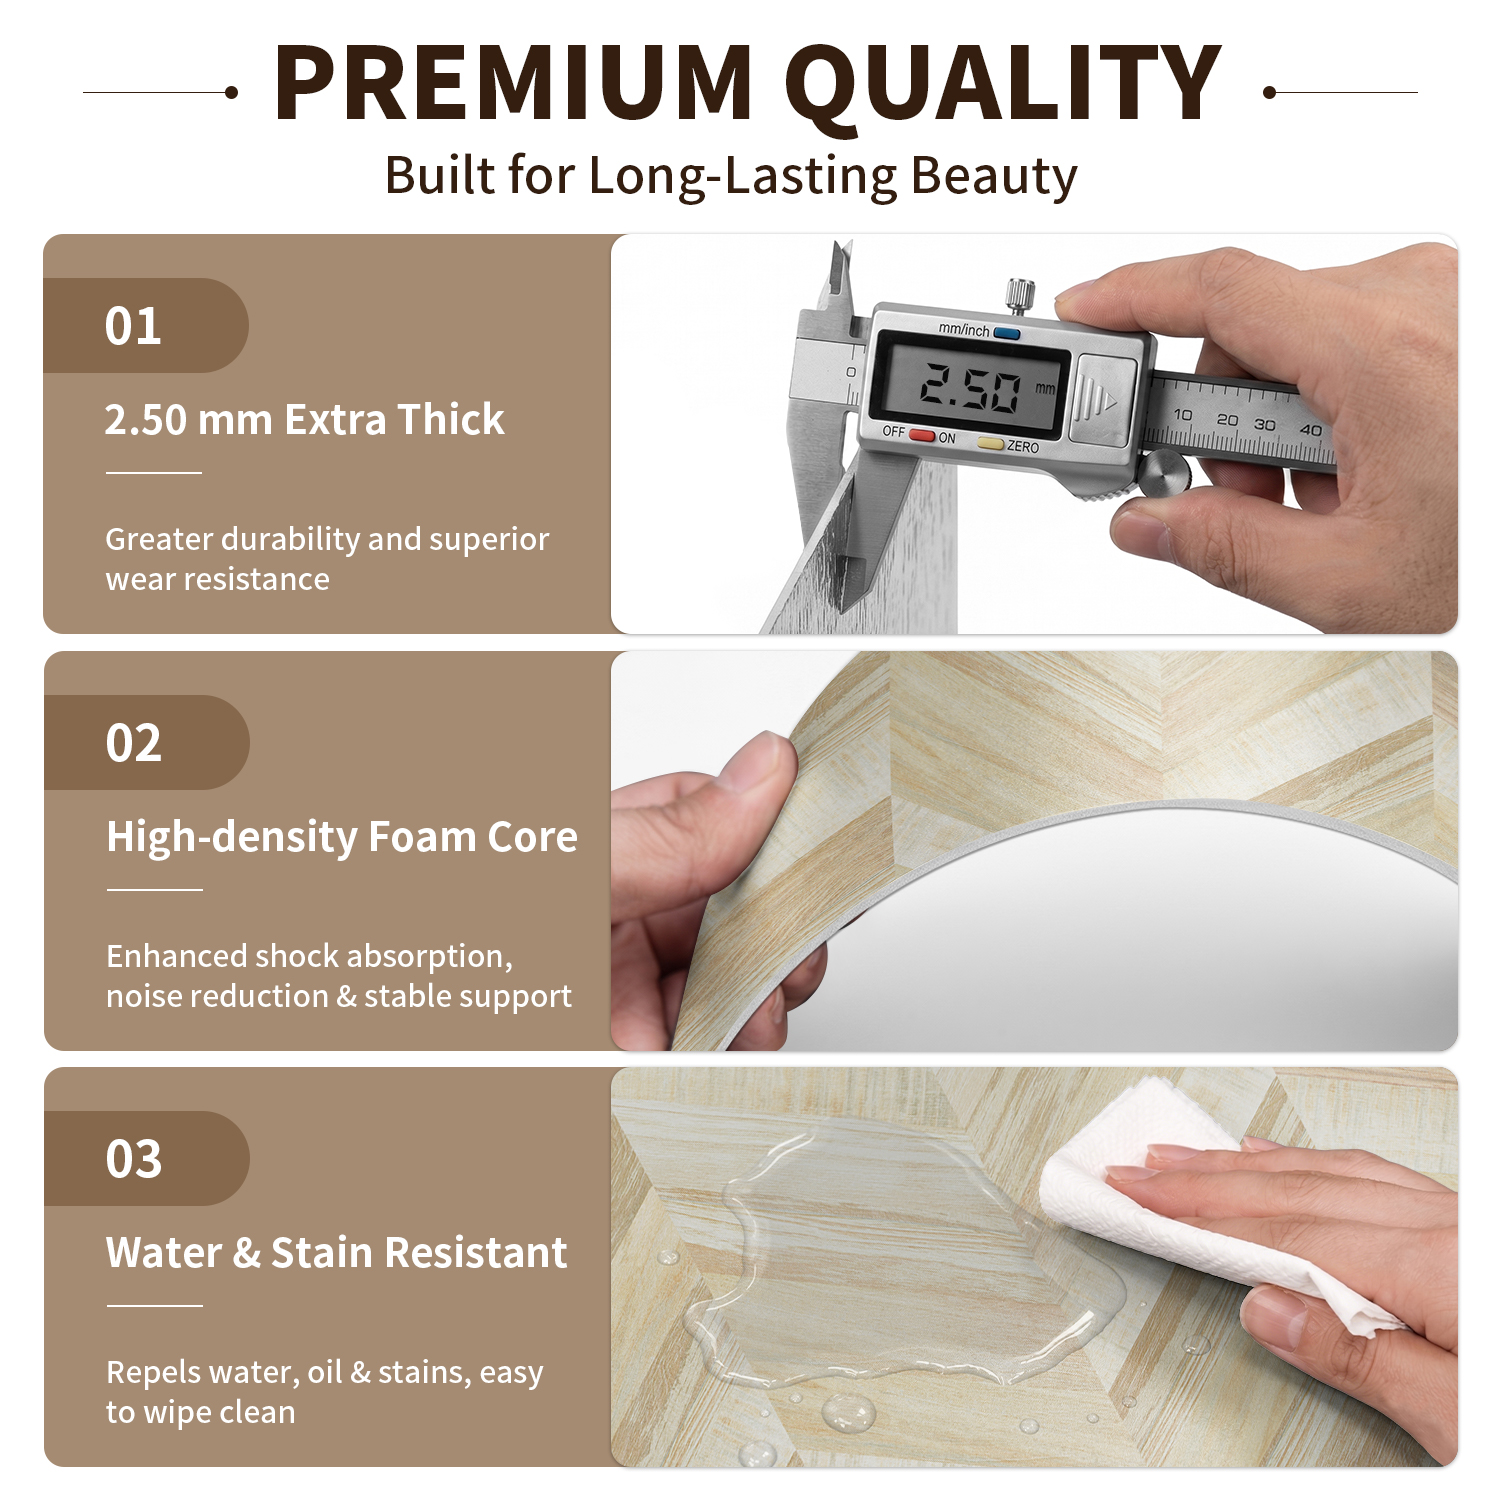 PREMIUM QUALITY
Built for Long-Lasting Beauty
01
2.50 mm Extra Thick
Greater durability and superior
wear resistance
mm/inch
0
2.50 mm
OFF ON ZERO
10 20 30 40
02
High-density Foam Core
Enhanced shock absorption,
noise reduction & stable support
03
Water & Stain Resistant
Repels water, oil & stains, easy
to wipe clean